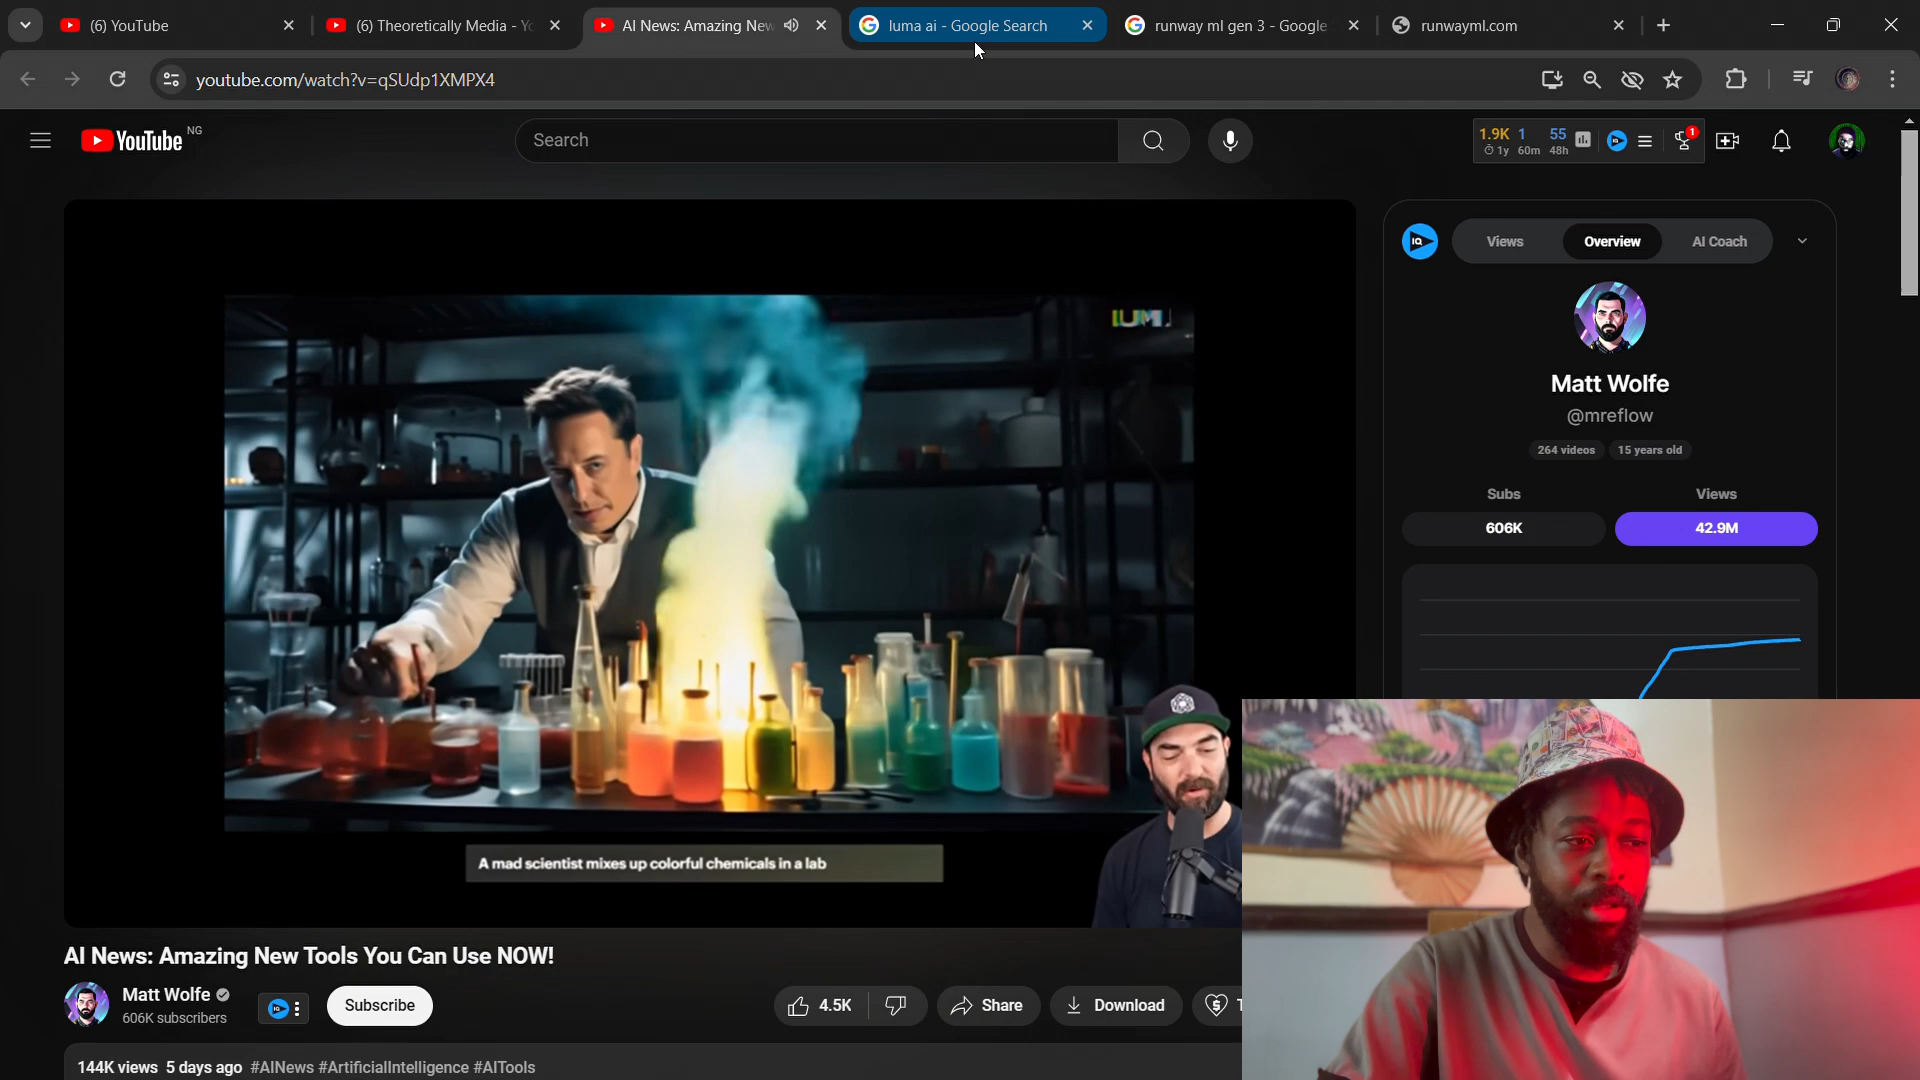 (6) YouTube
(6) Theoretically Media - Yo
AI News: Amazing New
luma ai - Google Search
runway ml gen 3 - Google
runwayml.com
youtube.com/watch?v=qSUdp1XMPX4
YouTube NG
Search
1.9K 1 55
1y 60m 48h
1
LUM
IQ
Views
Overview
AI Coach
Matt Wolfe
@mreflow
264 videos
15 years old
Subs
Views
606K
42.9M
A mad scientist mixes up colorful chemicals in a lab
AI News: Amazing New Tools You Can Use NOW!
Matt Wolfe
606K subscribers
Subscribe
4.5K
Share
Download
T
144K views 5 days ago #AINews #ArtificialIntelligence #AITools